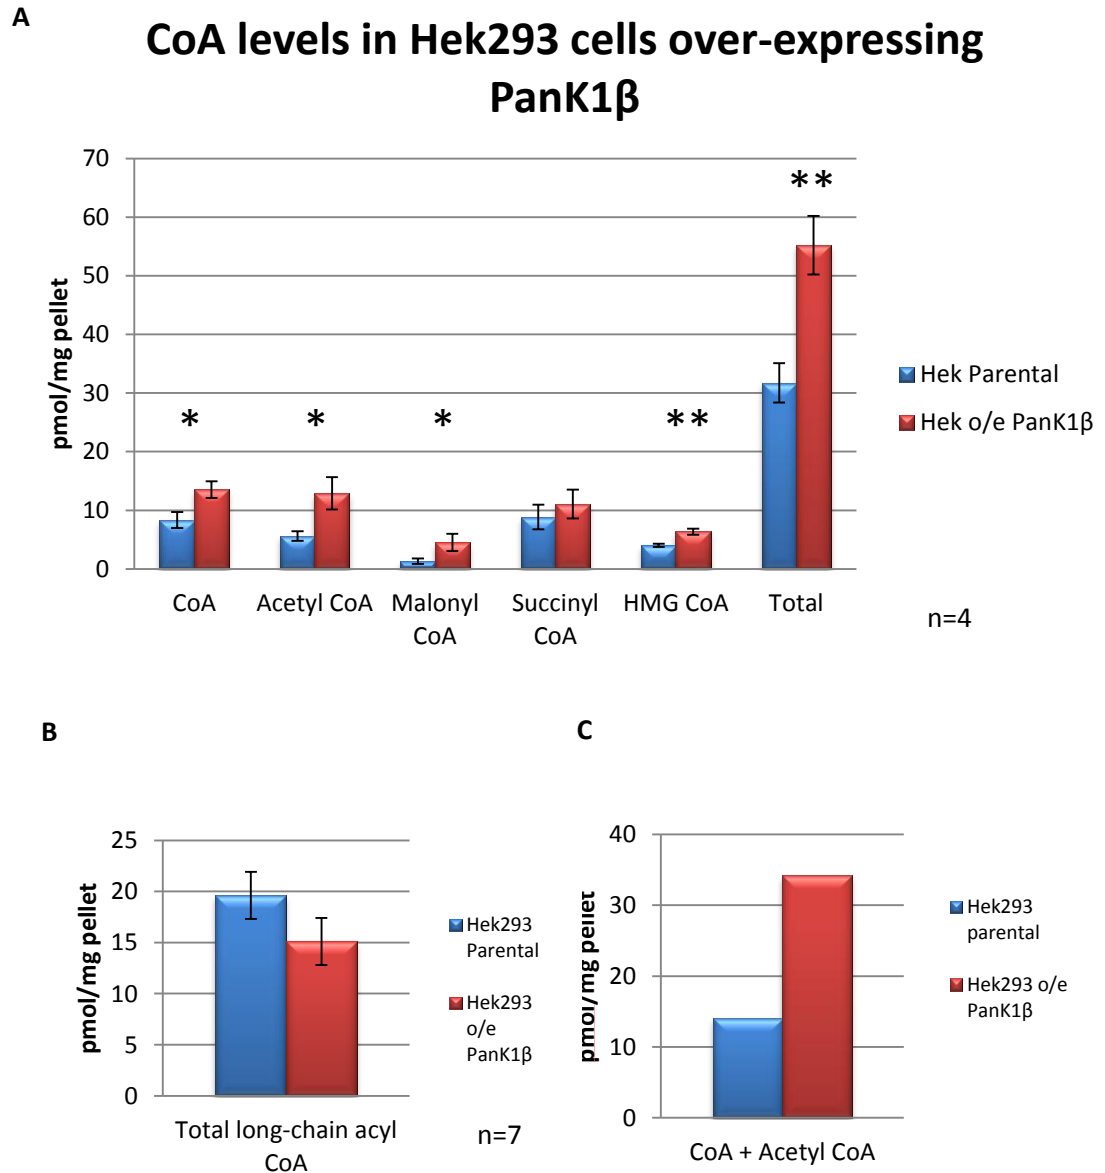 A
CoA levels in Hek293 cells over-expressing
PanK1β
70
60
50
40
30
20
10
0
pmol/mg pellet
*
*
*
**
**
CoA
Acetyl CoA
Malonyl
CoA
Succinyl
CoA
HMG CoA
Total
Hek Parental
Hek o/e PanK1β
n=4
B
25
20
15
10
5
0
pmol/mg pellet
Total long-chain acyl
CoA
Hek293
Parental
Hek293
o/e
PanK1β
n=7
C
40
30
20
10
0
pmol/mg pellet
CoA + Acetyl CoA
Hek293
parental
Hek293 o/e
PanK1β